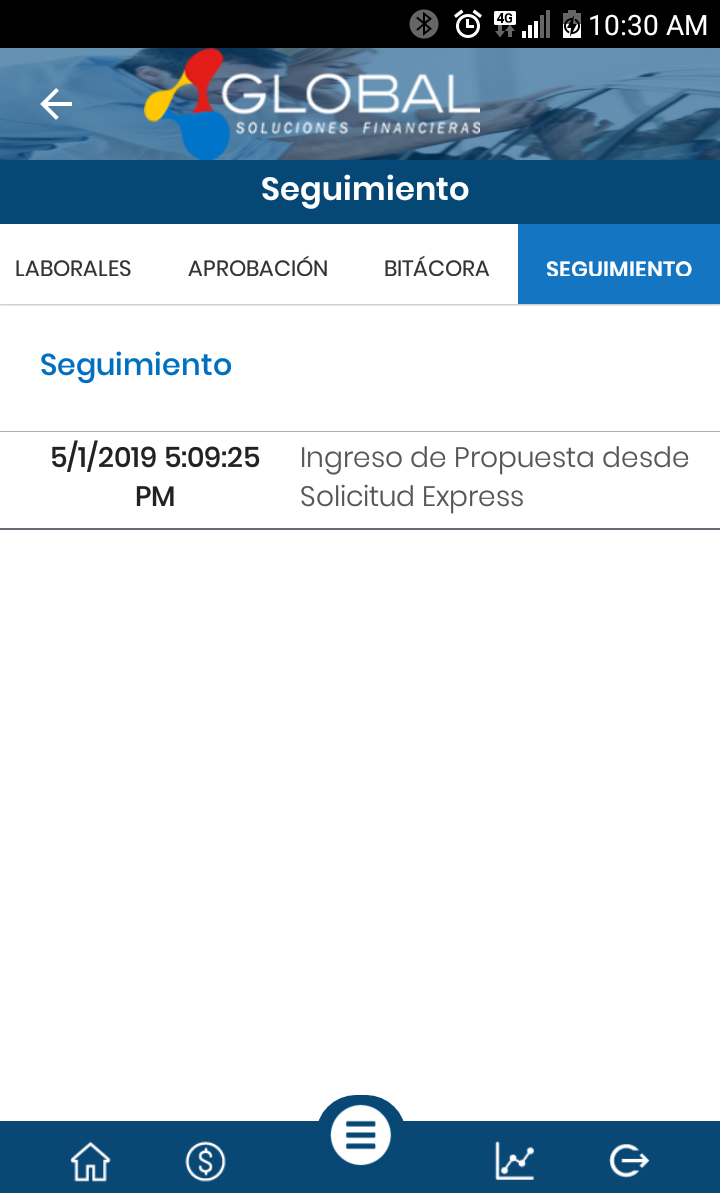 4G
10:30 AM
GLOBAL
SOLUCIONES FINANCIERAS
Seguimiento
LABORALES APROBACIÓN BITÁCORA SEGUIMIENTO
Seguimiento
5/1/2019 5:09:25 PM
Ingreso de Propuesta desde
Solicitud Express
$